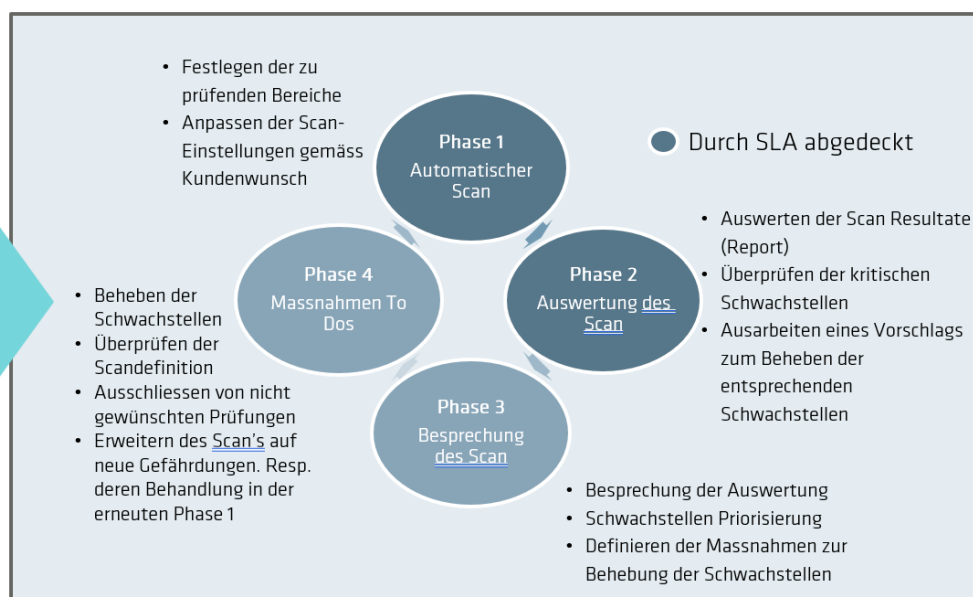 • Festlegen der zu
prüfenden Bereiche
• Anpassen der Scan-
Einstellungen gemäss
Kundenwunsch
Phase 1
Automatischer
Scan
Durch SLA abgedeckt
Phase 2
Auswertung des
Scan
• Auswerten der Scan Resultate
(Report)
• Überprüfen der kritischen
Schwachstellen
• Ausarbeiten eines Vorschlags
zum Beheben der
entsprechenden
Schwachstellen
Phase 3
Besprechung
des Scan
• Besprechung der Auswertung
• Schwachstellen Priorisierung
• Definieren der Massnahmen zur
Behebung der Schwachstellen
Phase 4
Massnahmen To
Dos
• Beheben der
Schwachstellen
• Überprüfen der
Scandefinition
• Ausschliessen von nicht
gewünschten Prüfungen
• Erweitern des Scan's auf
neue Gefährdungen. Resp.
deren Behandlung in der
erneuten Phase 1